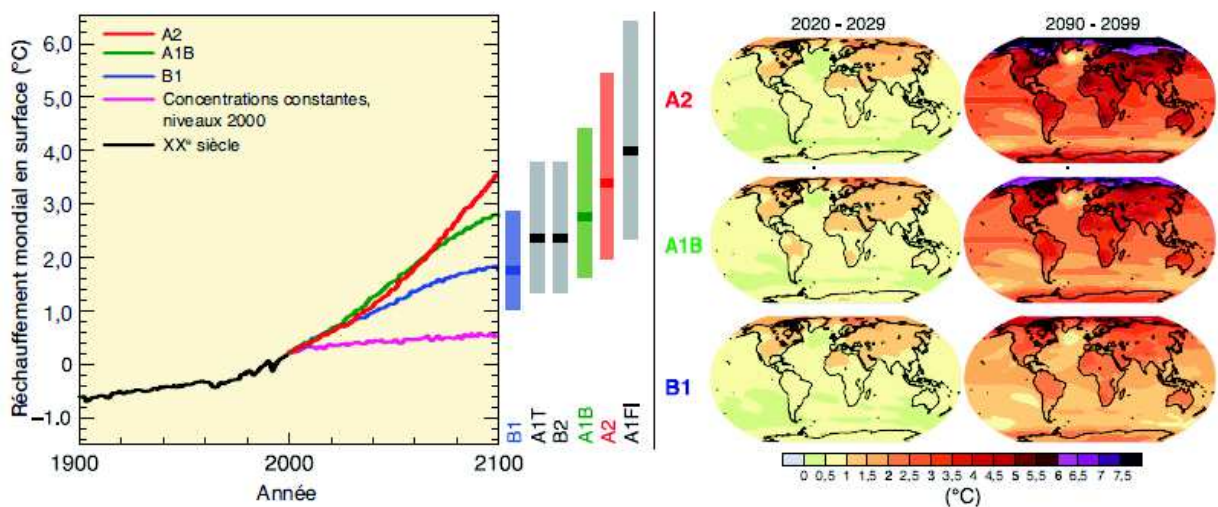 Réchauffement mondial en surface (°C)
6,0
5,0
4,0
3,0
2,0
1,0
0
–1,0
A2
A1B
B1
Concentrations constantes,
niveaux 2000
XXe siècle
1900
2000
2100
Année
B1
A1T
B2
A1B
A2
A1FI
2020 - 2029
2090 - 2099
A2
A1B
B1
0 0,5 1 1,5 2 2,5 3 3,5 4 4,5 5 5,5 6 6,5 7 7,5
(°C)